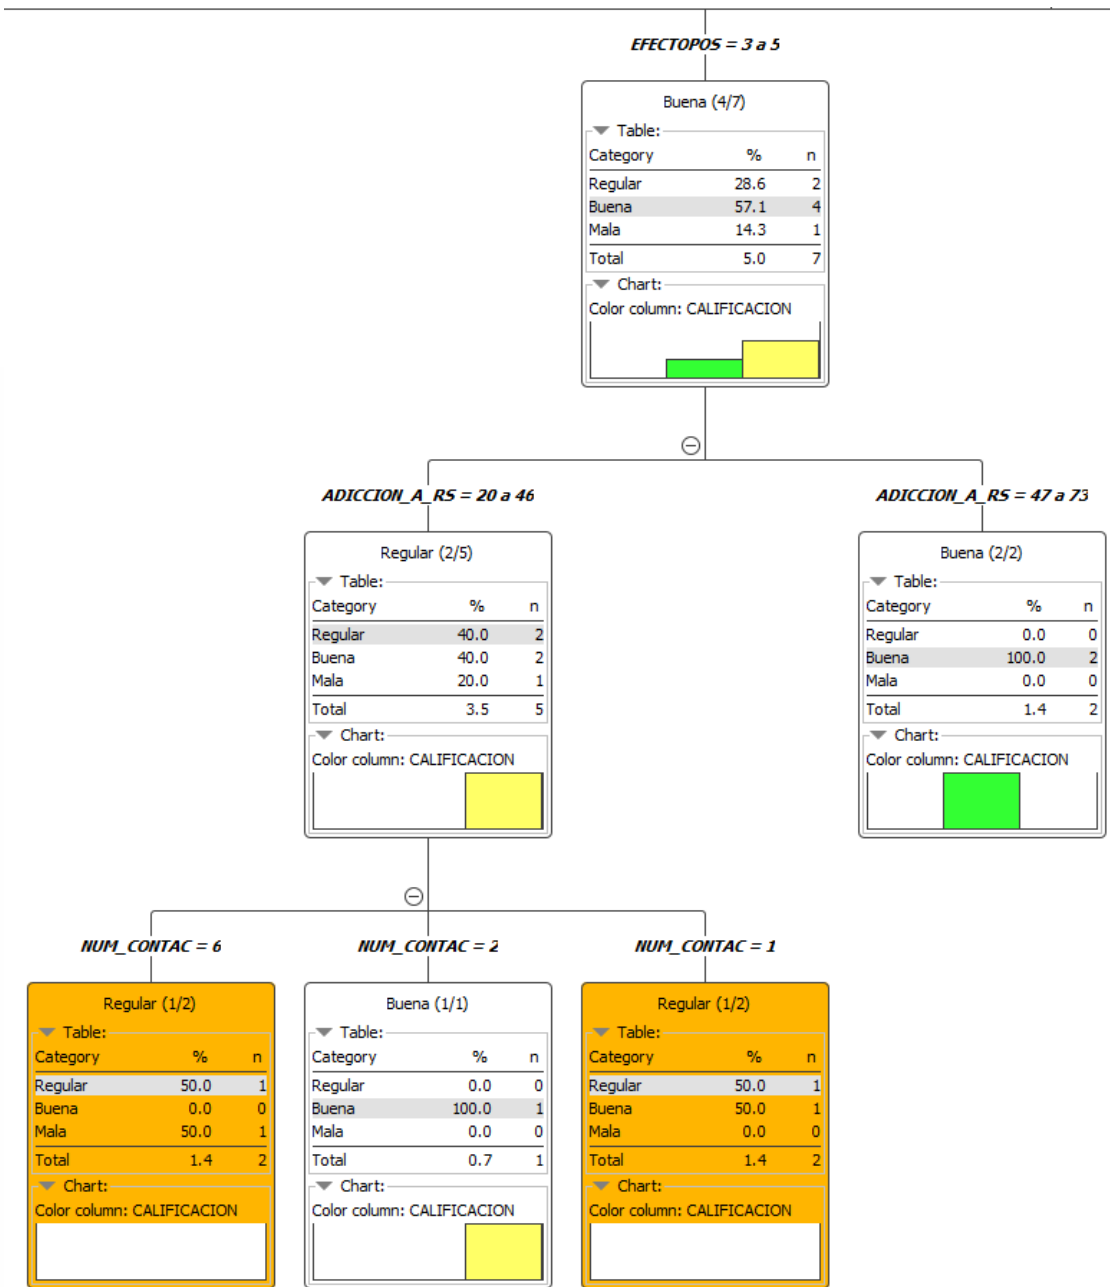 EFECTOPOS = 3 a 5
Buena (4/7)
Table:
Category % n
Regular 28.6 2
Buena 57.1 4
Mala 14.3 1
Total 5.0 7
Chart:
Color column: CALIFICACION
ADICCION_A_RS = 20 a 46
Regular (2/5)
Table:
Category % n
Regular 40.0 2
Buena 40.0 2
Mala 20.0 1
Total 3.5 5
Chart:
Color column: CALIFICACION
ADICCION_A_RS = 47 a 73
Buena (2/2)
Table:
Category % n
Regular 0.0 0
Buena 100.0 2
Mala 0.0 0
Total 1.4 2
Chart:
Color column: CALIFICACION
NUM_CONTAC = 6
Regular (1/2)
Table:
Category % n
Regular 50.0 1
Buena 0.0 0
Mala 50.0 1
Total 1.4 2
Chart:
Color column: CALIFICACION
NUM_CONTAC = 2
Buena (1/1)
Table:
Category % n
Regular 0.0 0
Buena 100.0 1
Mala 0.0 0
Total 0.7 1
Chart:
Color column: CALIFICACION
NUM_CONTAC = 1
Regular (1/2)
Table:
Category % n
Regular 50.0 1
Buena 50.0 1
Mala 0.0 0
Total 1.4 2
Chart:
Color column: CALIFICACION